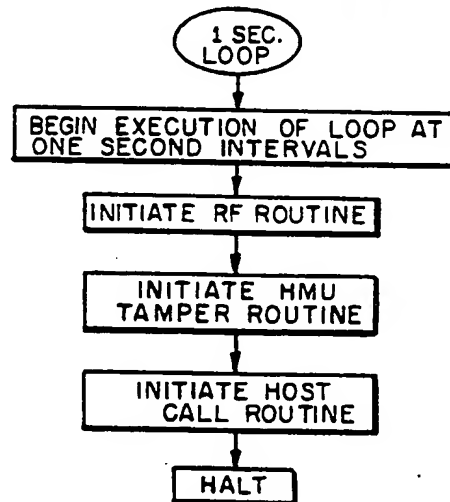 1 SEC.
LOOP
BEGIN EXECUTION OF LOOP AT
ONE SECOND INTERVALS
INITIATE RF ROUTINE
INITIATE HMU
TAMPER ROUTINE
INITIATE HOST
CALL ROUTINE
HALT